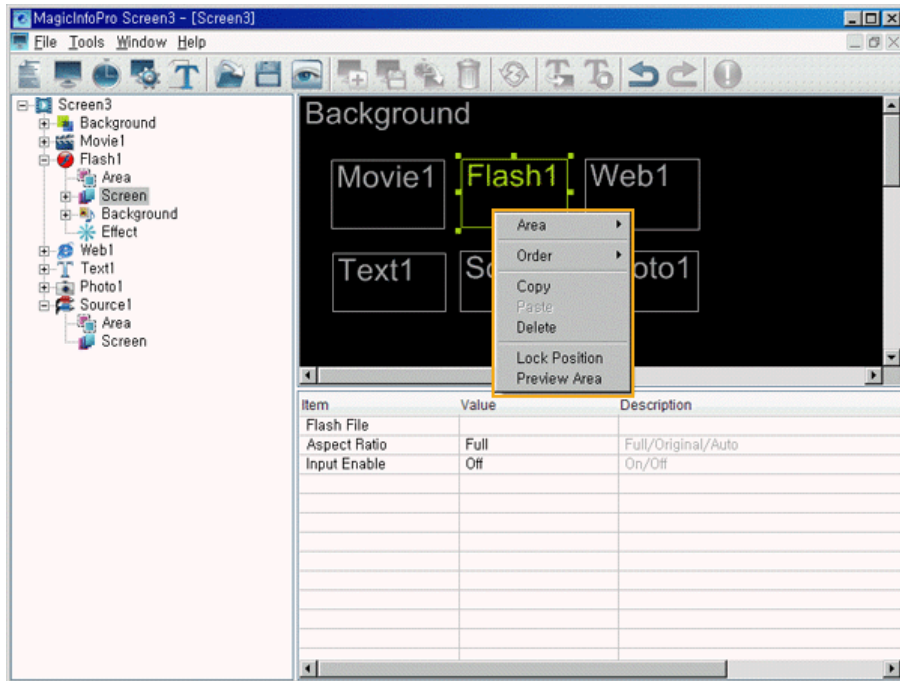 MagicInfoPro Screen3 - [Screen3]
File Tools Window Help
Screen3
Background
Movie1
Flash1
Area
Screen
Background
Effect
Web1
Text1
Photo1
Source1
Area
Screen
Background
Movie1 Flash1 Web1
Text1 So oto1
Area
Order
Copy
Paste
Delete
Lock Position
Preview Area
Item Value Description
Flash File
Aspect Ratio Full Full/Original/Auto
Input Enable Off On/Off